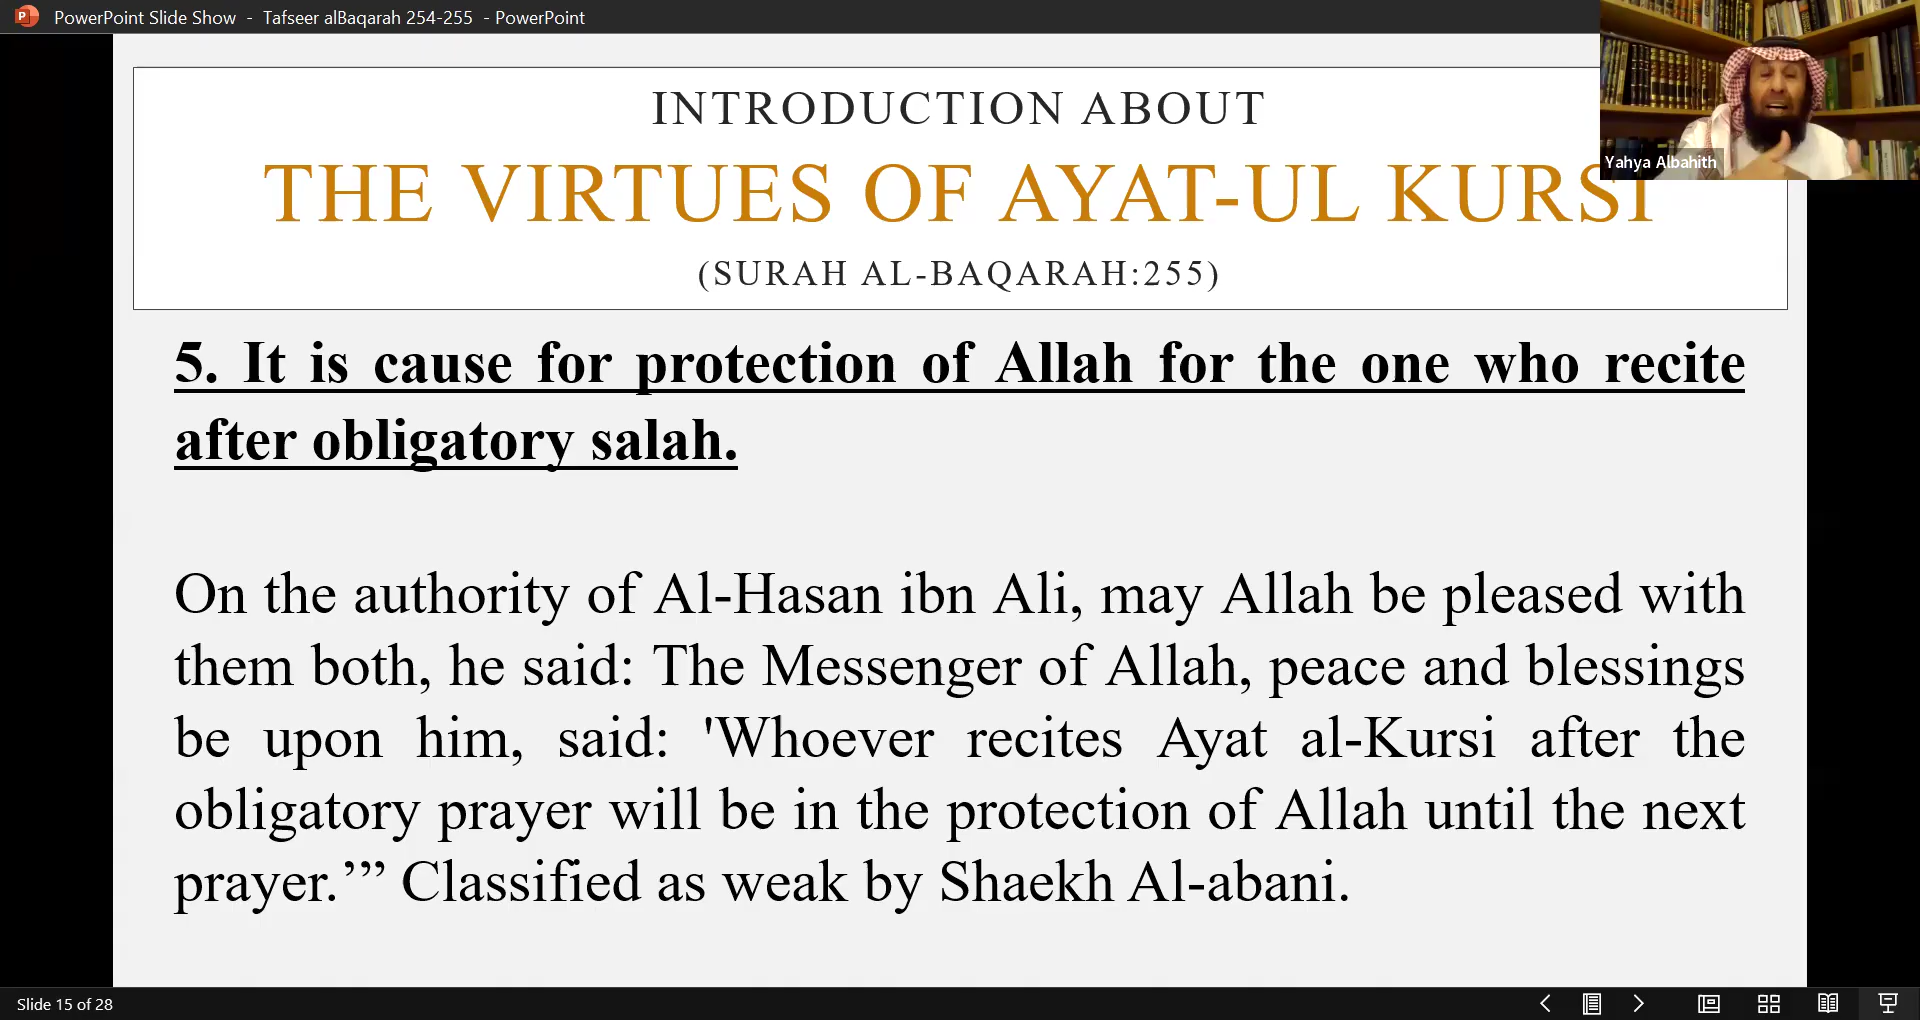 PowerPoint Slide Show - Tafseer alBaqarah 254-255 - PowerPoint
Yahya Albahith
INTRODUCTION ABOUT
THE VIRTUES OF AYAT-UL KURSI
(SURAH AL-BAQARAH:255)
5. It is cause for protection of Allah for the one who recite
after obligatory salah.
On the authority of Al-Hasan ibn Ali, may Allah be pleased with
them both, he said: The Messenger of Allah, peace and blessings
be upon him, said: 'Whoever recites Ayat al-Kursi after the
obligatory prayer will be in the protection of Allah until the next
prayer.’” Classified as weak by Shaekh Al-abani.
Slide 15 of 28